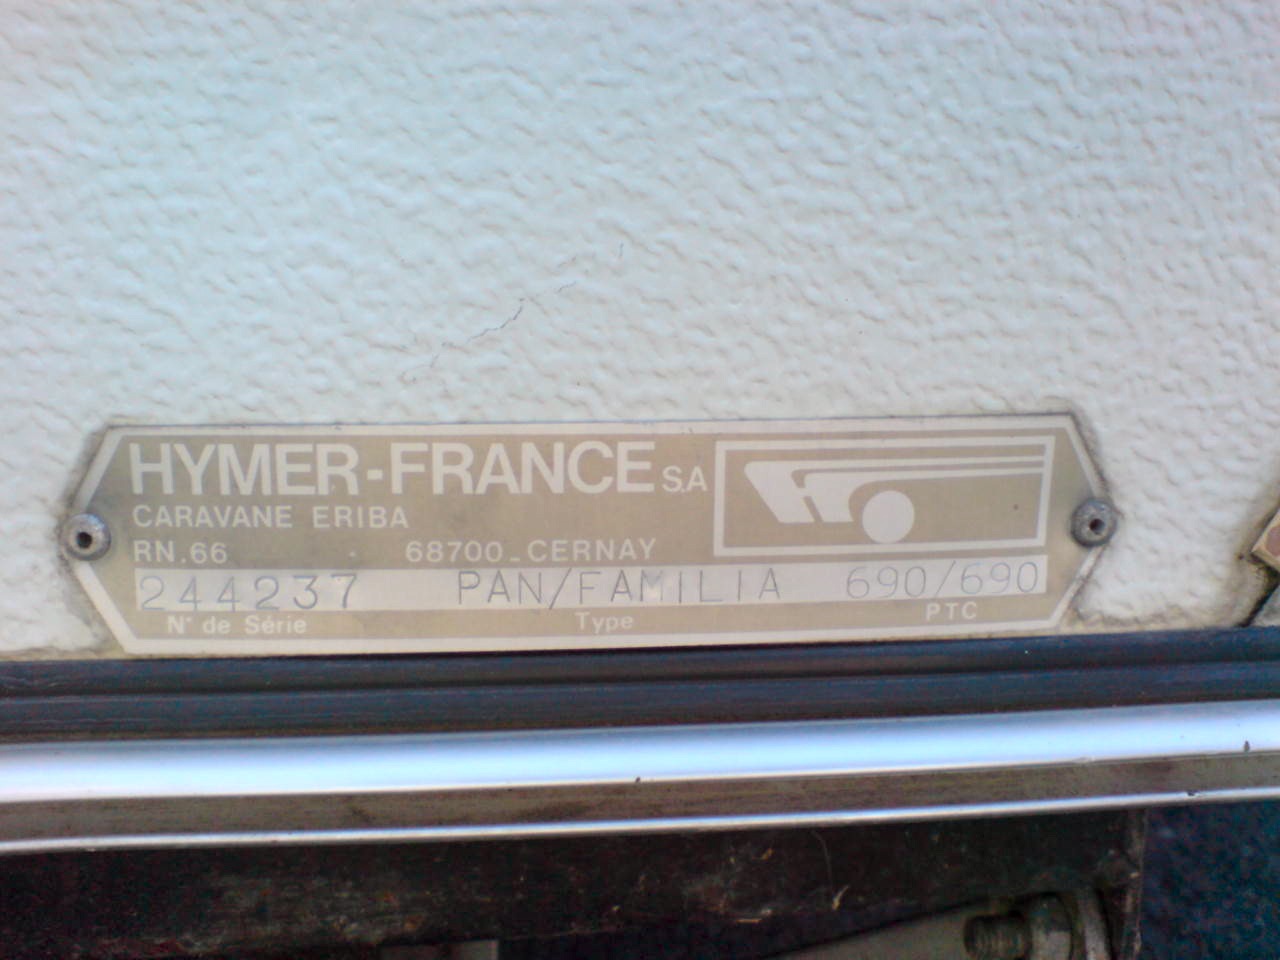 HYMER-FRANCE S.A
CARAVANE ERIBA
RN.66 68700_CERNAY
244237 PAN/FAMILIA 690/690
N° de Série Type PTC